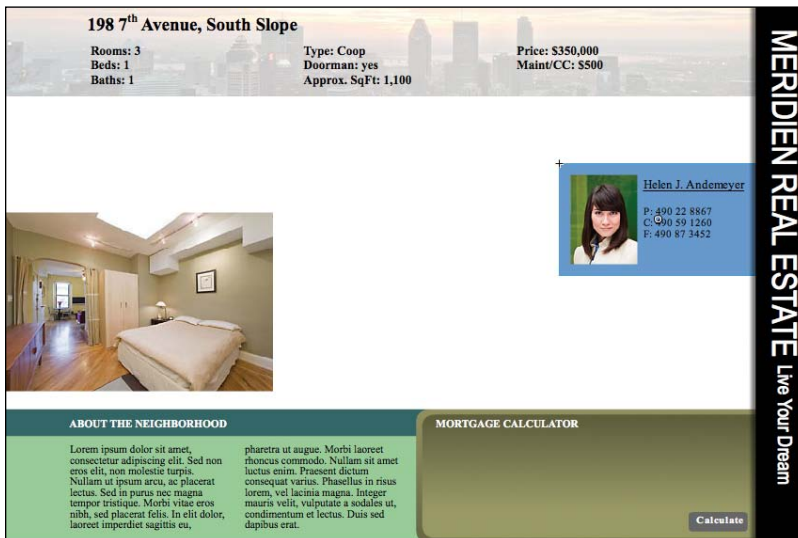 198 7th Avenue, South Slope
Rooms: 3
Beds: 1
Baths: 1
Type: Coop
Doorman: yes
Approx. SqFt: 1,100
Price: $350,000
Maint/CC: $500
MERIDIEN REAL ESTATE Live Your Dream
Helen J. Andemeyer
P: 490 22 8867
C: 490 59 1260
F: 490 87 3452
ABOUT THE NEIGHBORHOOD
Lorem ipsum dolor sit amet,
consectetur adipiscing elit. Sed non
eros elit, non molestie turpis.
Nullam ut ipsum arcu, ac placerat
lectus. Sed in purus nec magna
tempor tristique. Morbi vitae eros
nibh, sed placerat felis. In elit dolor,
laoreet imperdiet sagittis eu,
pharetra ut augue. Morbi laoreet
rhoncus commodo. Nullam sit amet
luctus enim. Praesent dictum
consequat varius. Phasellus in risus
lorem, vel lacinia magna. Integer
mauris velit, vulputate a sodales ut,
condimentum et lectus. Duis sed
dapibus erat.
MORTGAGE CALCULATOR
Calculate